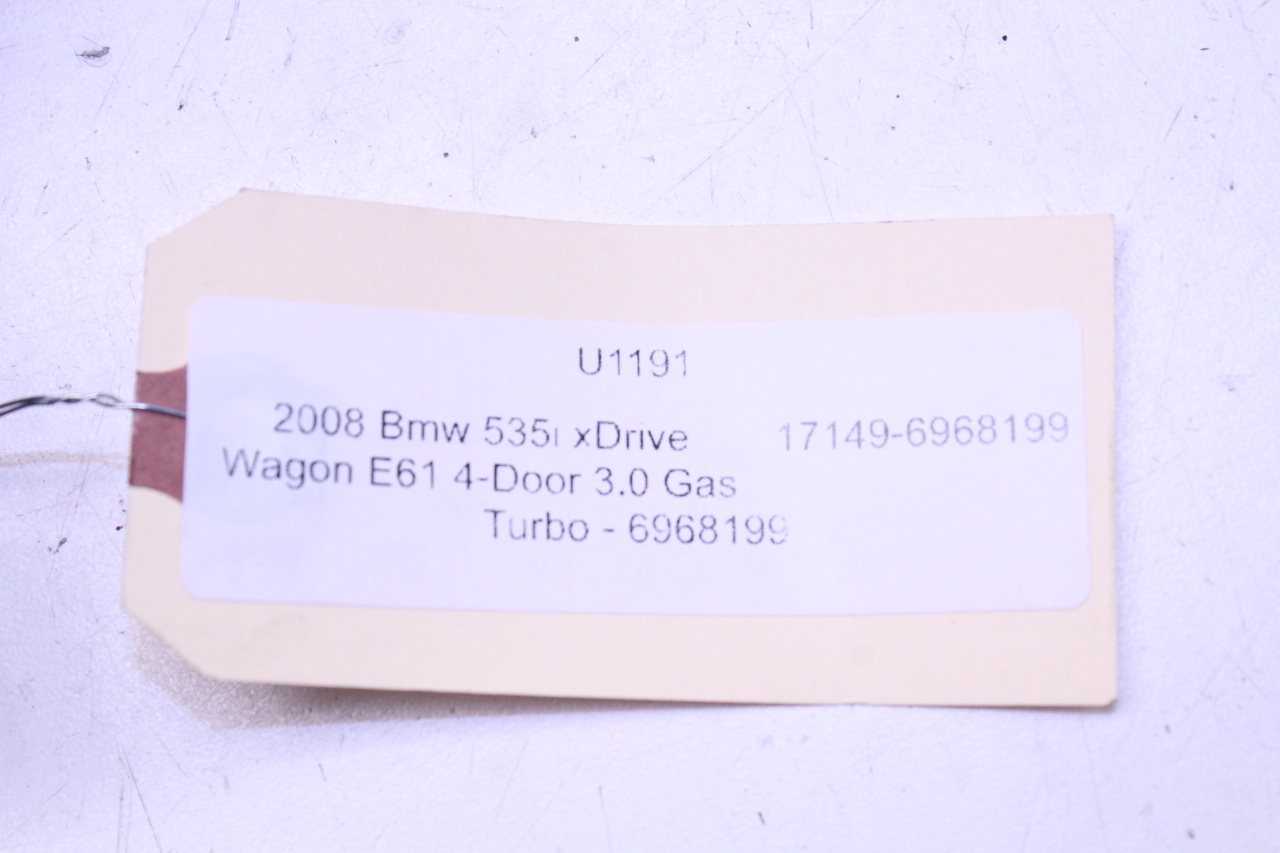 U1191
2008 Bmw 535i xDrive 17149-6968199
Wagon E61 4-Door 3.0 Gas
Turbo - 6968199